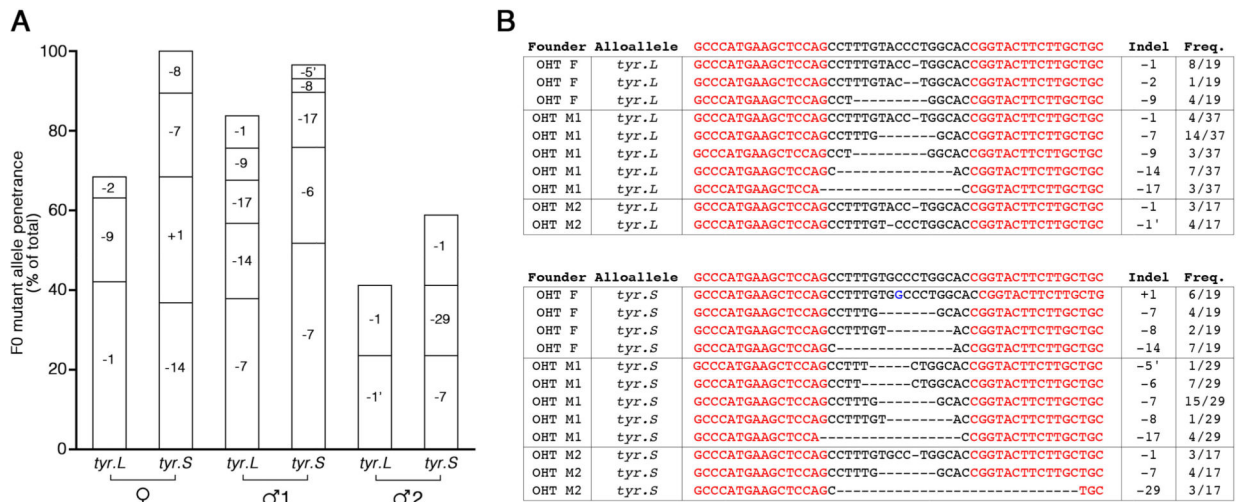 A
F0 mutant allele penetrance
(% of total)
100
80
60
40
20
0
-2
-9
-1
-8
-7
+1
-14
-1
-9
-17
-14
-7
-5'
-8
-17
-6
-7
-1
-1'
-1
-29
-7
tyr.L tyr.S tyr.L tyr.S tyr.L tyr.S
♀ ♂1 ♂2
B
Founder Alloallele GCCCATGAAGCTCCAGCCTTTGTACCCTGGCACCGGTACTTCTTGCTGC Indel Freq.
OHT F tyr.L GCCCATGAAGCTCCAGCCTTTGTACC-TGGCACCGGTACTTCTTGCTGC -1 8/19
OHT F tyr.L GCCCATGAAGCTCCAGCCTTTGTAC--TGGCACCGGTACTTCTTGCTGC -2 1/19
OHT F tyr.L GCCCATGAAGCTCCAGCCT---------GGCACCGGTACTTCTTGCTGC -9 4/19
OHT M1 tyr.L GCCCATGAAGCTCCAGCCTTTGTACC-TGGCACCGGTACTTCTTGCTGC -1 4/37
OHT M1 tyr.L GCCCATGAAGCTCCAGCCTTTG-------GCACCGGTACTTCTTGCTGC -7 14/37
OHT M1 tyr.L GCCCATGAAGCTCCAGCCT---------GGCACCGGTACTTCTTGCTGC -9 3/37
OHT M1 tyr.L GCCCATGAAGCTCCAGC--------------ACCGGTACTTCTTGCTGC -14 7/37
OHT M1 tyr.L GCCCATGAAGCTCCA-----------------CCGGTACTTCTTGCTGC -17 3/37
OHT M2 tyr.L GCCCATGAAGCTCCAGCCTTTGTACC-TGGCACCGGTACTTCTTGCTGC -1 3/17
OHT M2 tyr.L GCCCATGAAGCTCCAGCCTTTGT-CCCTGGCACCGGTACTTCTTGCTGC -1' 4/17
Founder Alloallele GCCCATGAAGCTCCAGCCTTTGTGCCCTGGCACCGGTACTTCTTGCTGC Indel Freq.
OHT F tyr.S GCCCATGAAGCTCCAGCCTTTGTGGCCCTGGCACCGGTACTTCTTGCTG +1 6/19
OHT F tyr.S GCCCATGAAGCTCCAGCCTTTG-------GCACCGGTACTTCTTGCTGC -7 4/19
OHT F tyr.S GCCCATGAAGCTCCAGCCTTTGT--------ACCGGTACTTCTTGCTGC -8 2/19
OHT F tyr.S GCCCATGAAGCTCCAGC--------------ACCGGTACTTCTTGCTGC -14 7/19
OHT M1 tyr.S GCCCATGAAGCTCCAGCCTTT-----CTGGCACCGGTACTTCTTGCTGC -5' 1/29
OHT M1 tyr.S GCCCATGAAGCTCCAGCCTT------CTGGCACCGGTACTTCTTGCTGC -6 7/29
OHT M1 tyr.S GCCCATGAAGCTCCAGCCTTTG-------GCACCGGTACTTCTTGCTGC -7 15/29
OHT M1 tyr.S GCCCATGAAGCTCCAGCCTTTGT--------ACCGGTACTTCTTGCTGC -8 1/29
OHT M1 tyr.S GCCCATGAAGCTCCA-----------------CCGGTACTTCTTGCTGC -17 4/29
OHT M2 tyr.S GCCCATGAAGCTCCAGCCTTTGTGCC-TGGCACCGGTACTTCTTGCTGC -1 3/17
OHT M2 tyr.S GCCCATGAAGCTCCAGCCTTTG-------GCACCGGTACTTCTTGCTGC -7 4/17
OHT M2 tyr.S GCCCATGAAGCTCCAGC-----------------------------TGC -29 3/17